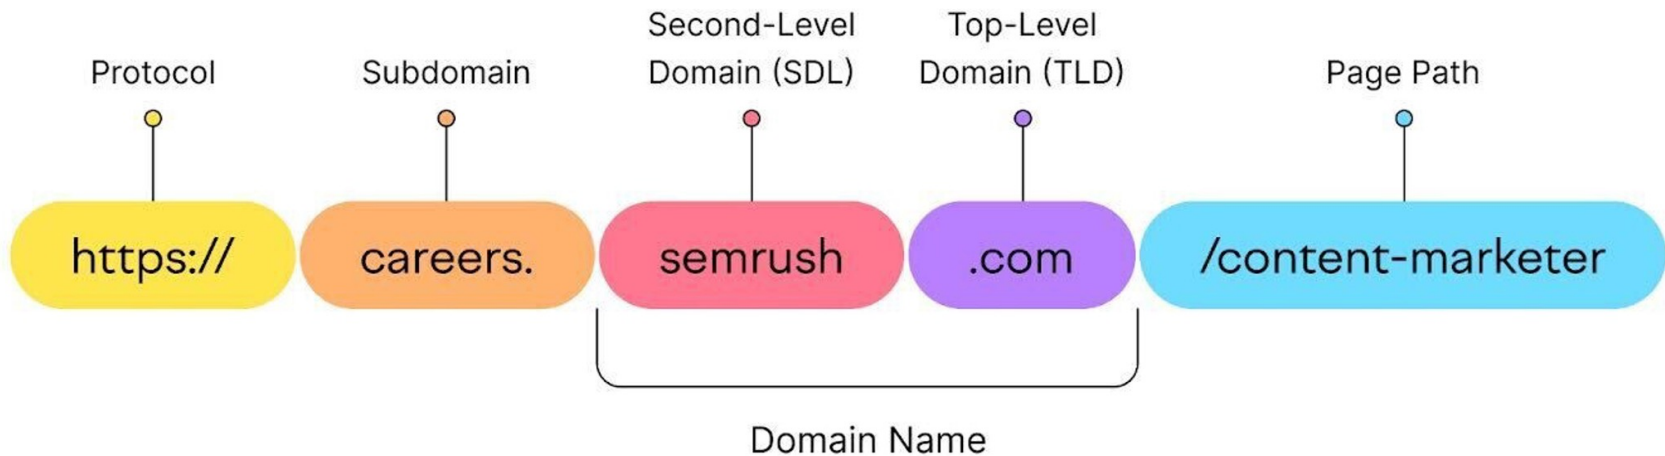 Protocol
Subdomain
Second-Level
Domain (SDL)
Top-Level
Domain (TLD)
Page Path
https://
careers.
semrush
.com
/content-marketer
Domain Name